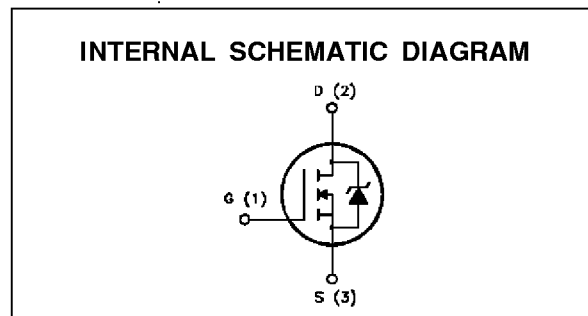 INTERNAL SCHEMATIC DIAGRAM
D (2)
G (1)
S (3)